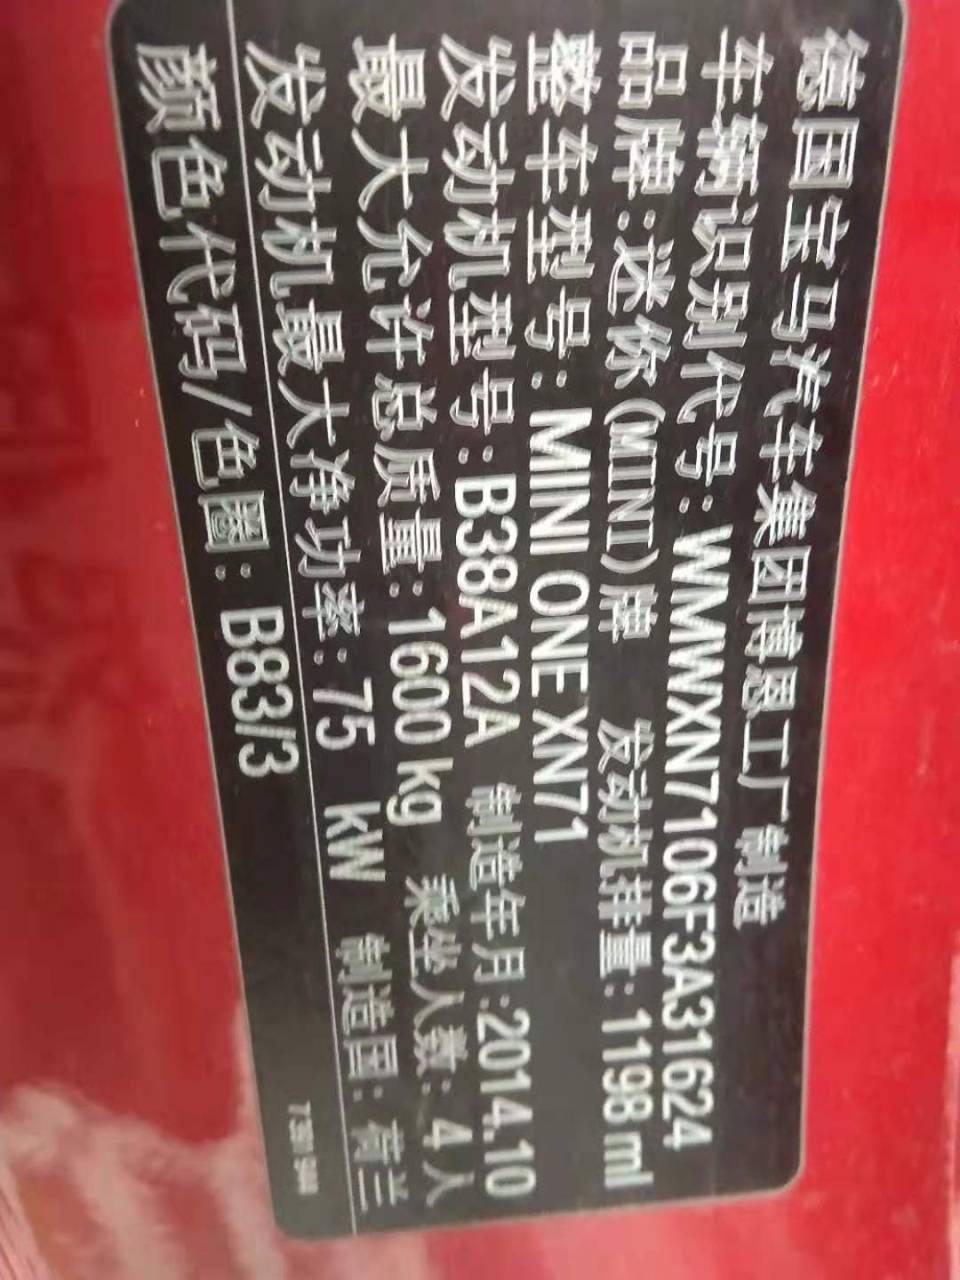 德国宝马汽车集团博恩工厂制造
车辆识别代号：WMWXN7106F3A31624
品牌：迷你(MINI)牌 发动机排量：1198 ml
整车型号：MINI ONE XN71
发动机型号：B38A12A 制造年月：2014.10
最大允许总质量：1600 kg 乘坐人数：4人
发动机最大净功率：75 kW 制造国：荷兰
颜色代码/色圈：B83/3